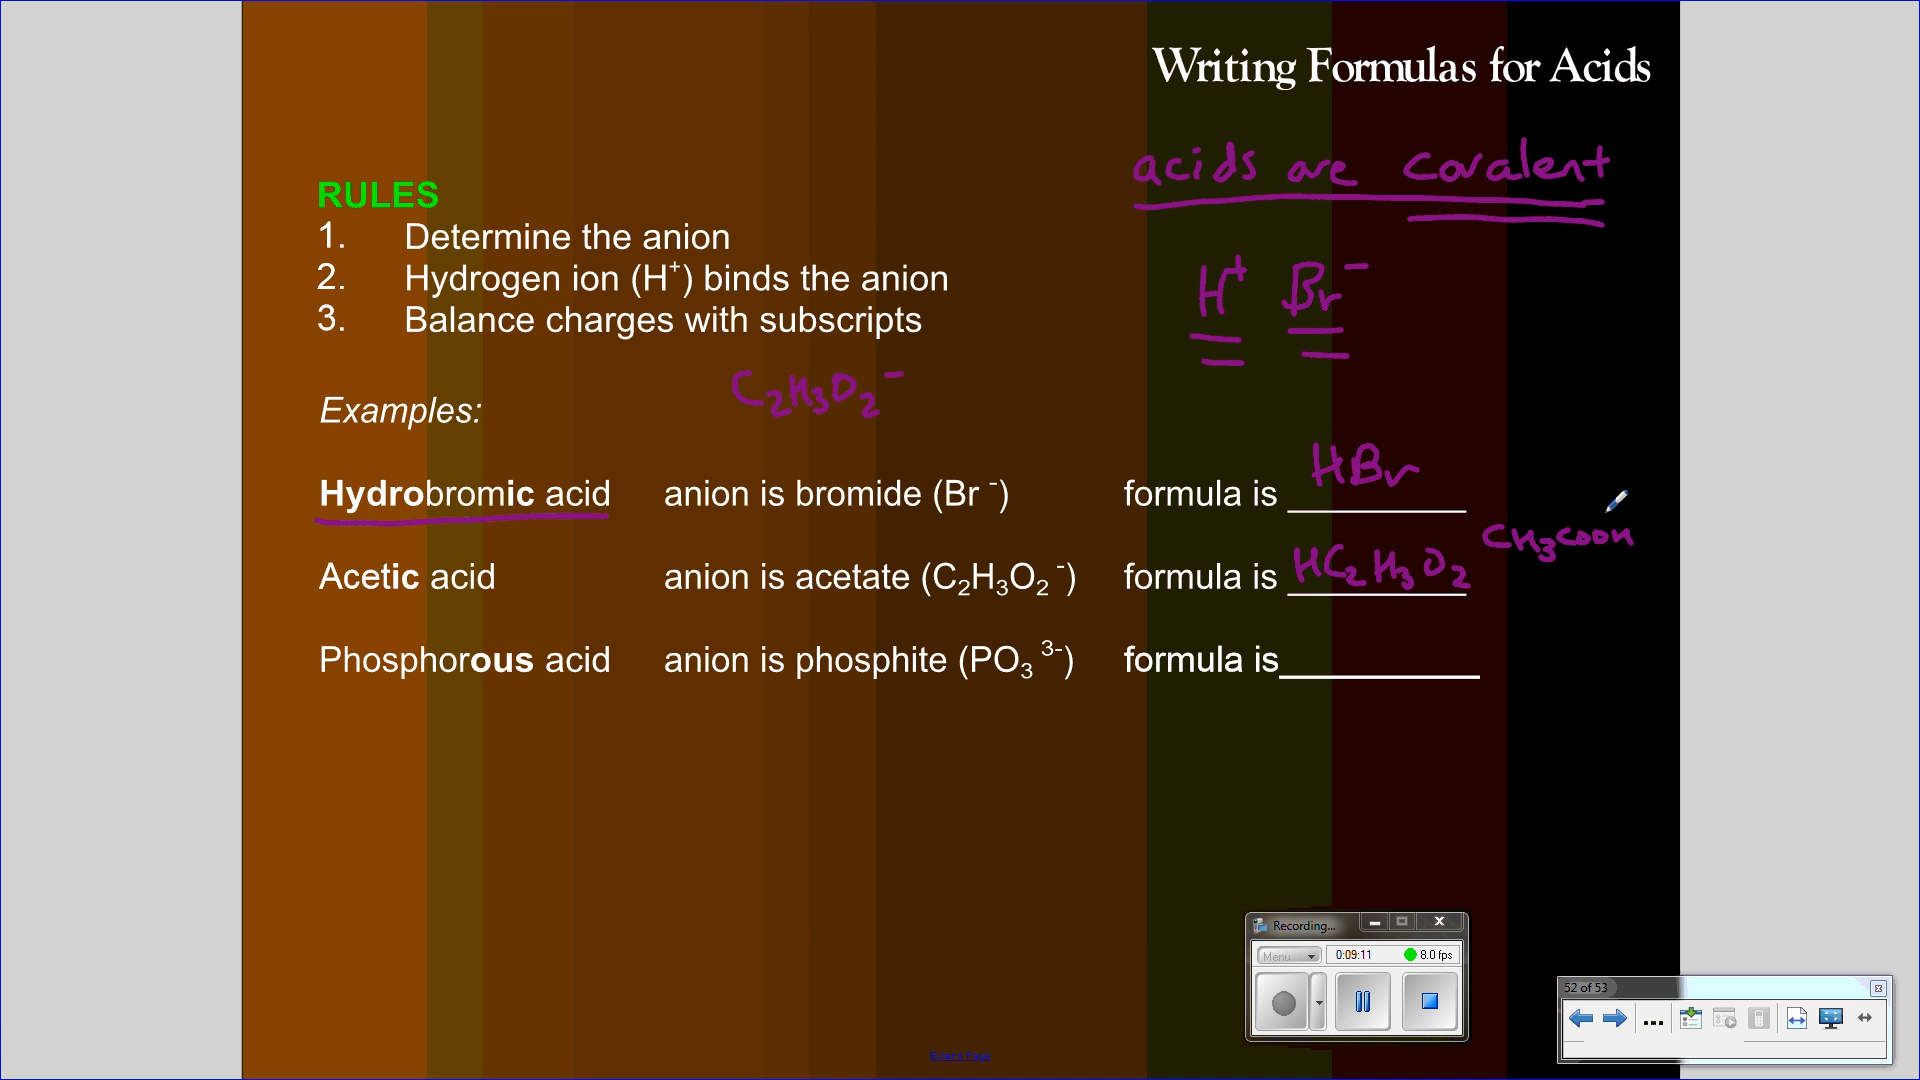 Writing Formulas for Acids
acids are covalent
RULES
1. Determine the anion
2. Hydrogen ion (H⁺) binds the anion
3. Balance charges with subscripts
H⁺ Br⁻
C₂H₃O₂⁻
Examples:
Hydrobromic acid anion is bromide (Br ⁻) formula is HBr
Acetic acid anion is acetate (C₂H₃O₂ ⁻) formula is HC₂H₃O₂ CH₃COOH
Phosphorous acid anion is phosphite (PO₃ ³⁻) formula is
Recording...
Menu 0:09:11 8.0 fps
52 of 53
Extend Page